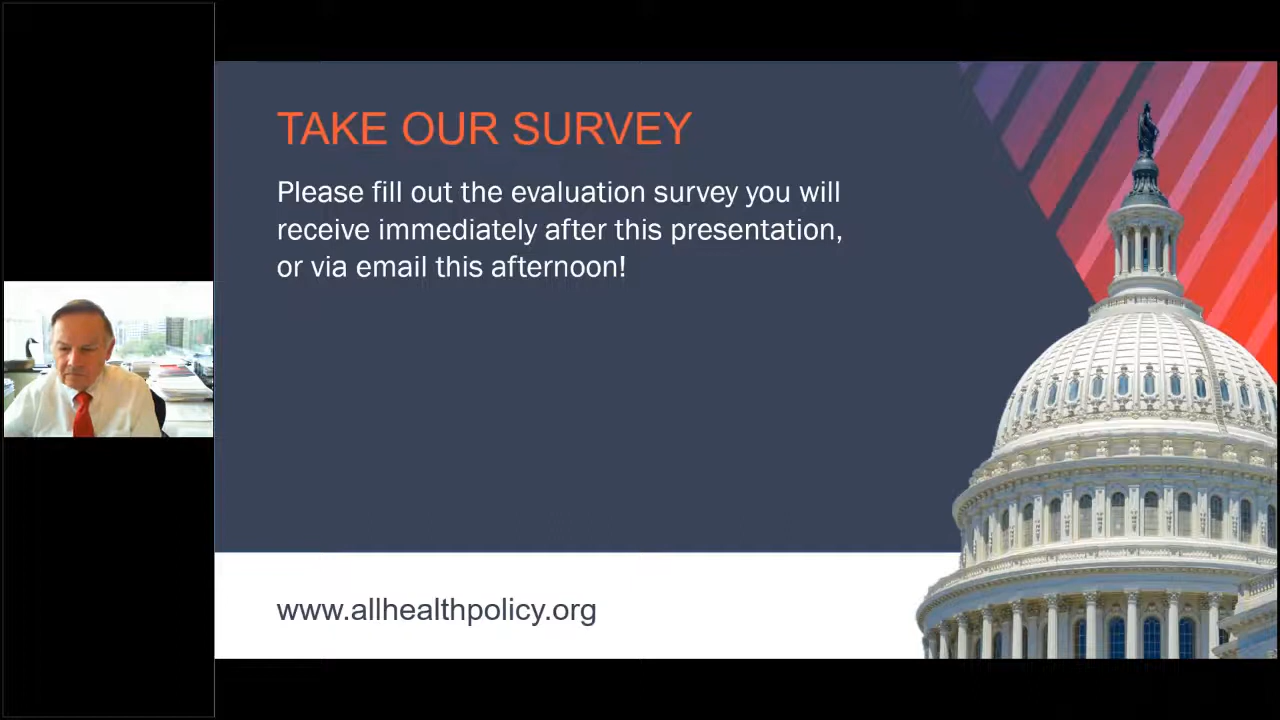 TAKE OUR SURVEY
Please fill out the evaluation survey you will
receive immediately after this presentation,
or via email this afternoon!
www.allhealthpolicy.org